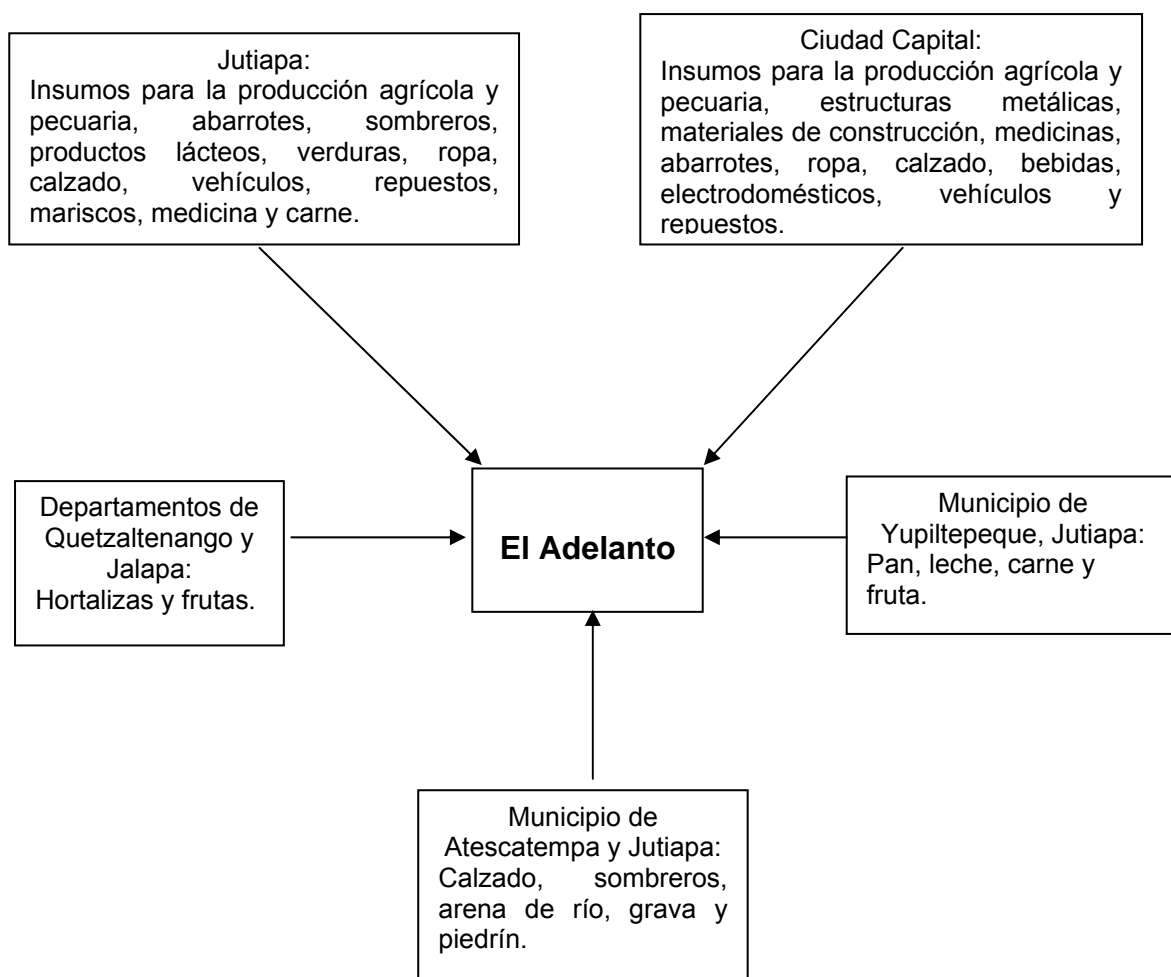 Jutiapa:
Insumos para la producción agrícola y
pecuaria, abarrotes, sombreros,
productos lácteos, verduras, ropa,
calzado, vehículos, repuestos,
mariscos, medicina y carne.
Ciudad Capital:
Insumos para la producción agrícola y
pecuaria, estructuras metálicas,
materiales de construcción, medicinas,
abarrotes, ropa, calzado, bebidas,
electrodomésticos, vehículos y
repuestos.
Departamentos de
Quetzaltenango y
Jalapa:
Hortalizas y frutas.
El Adelanto
Municipio de
Yupiltepeque, Jutiapa:
Pan, leche, carne y
fruta.
Municipio de
Atescatempa y Jutiapa:
Calzado, sombreros,
arena de río, grava y
piedrín.